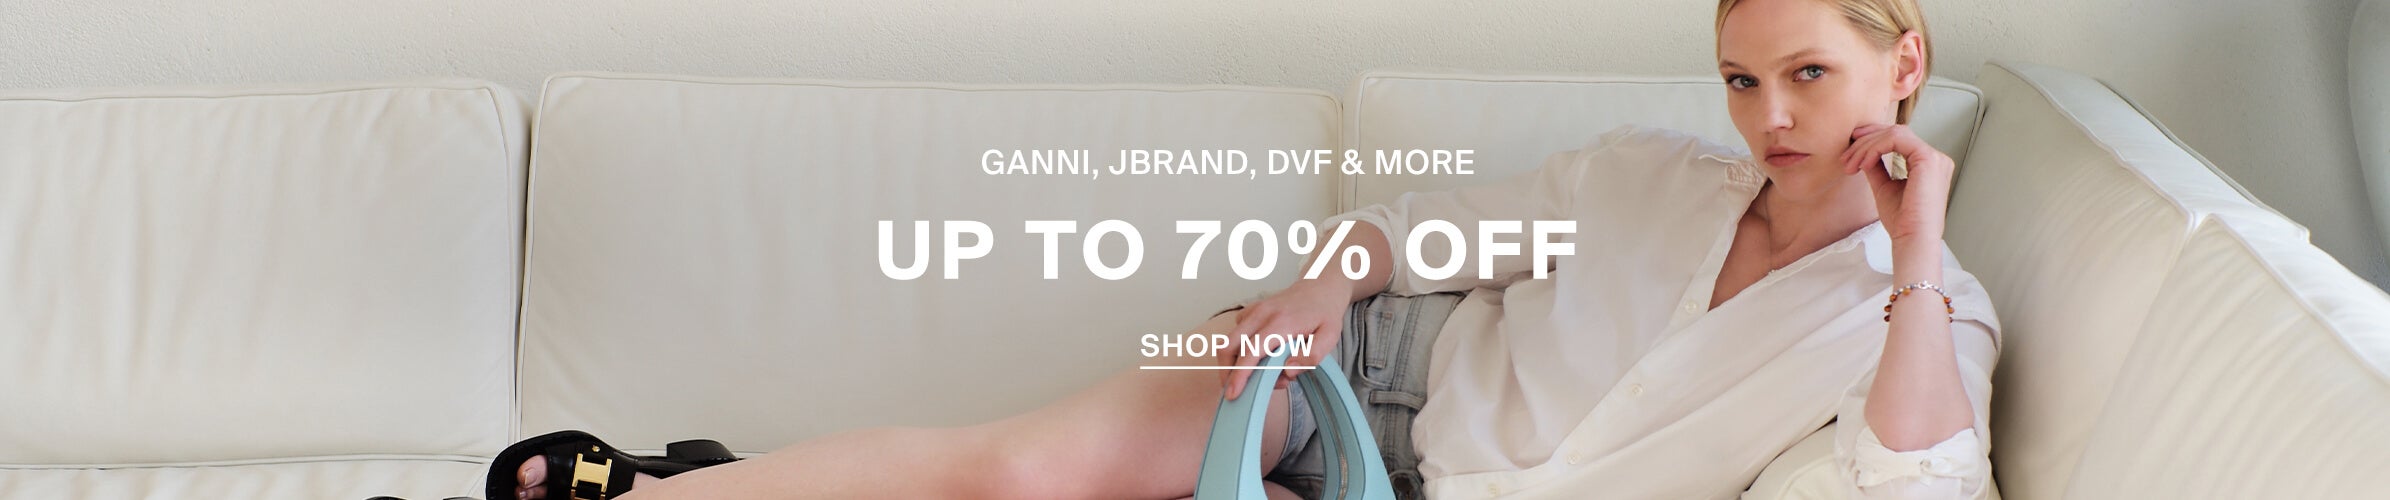 GANNI, JBRAND, DVF & MORE
UP TO 70% OFF
SHOP NOW